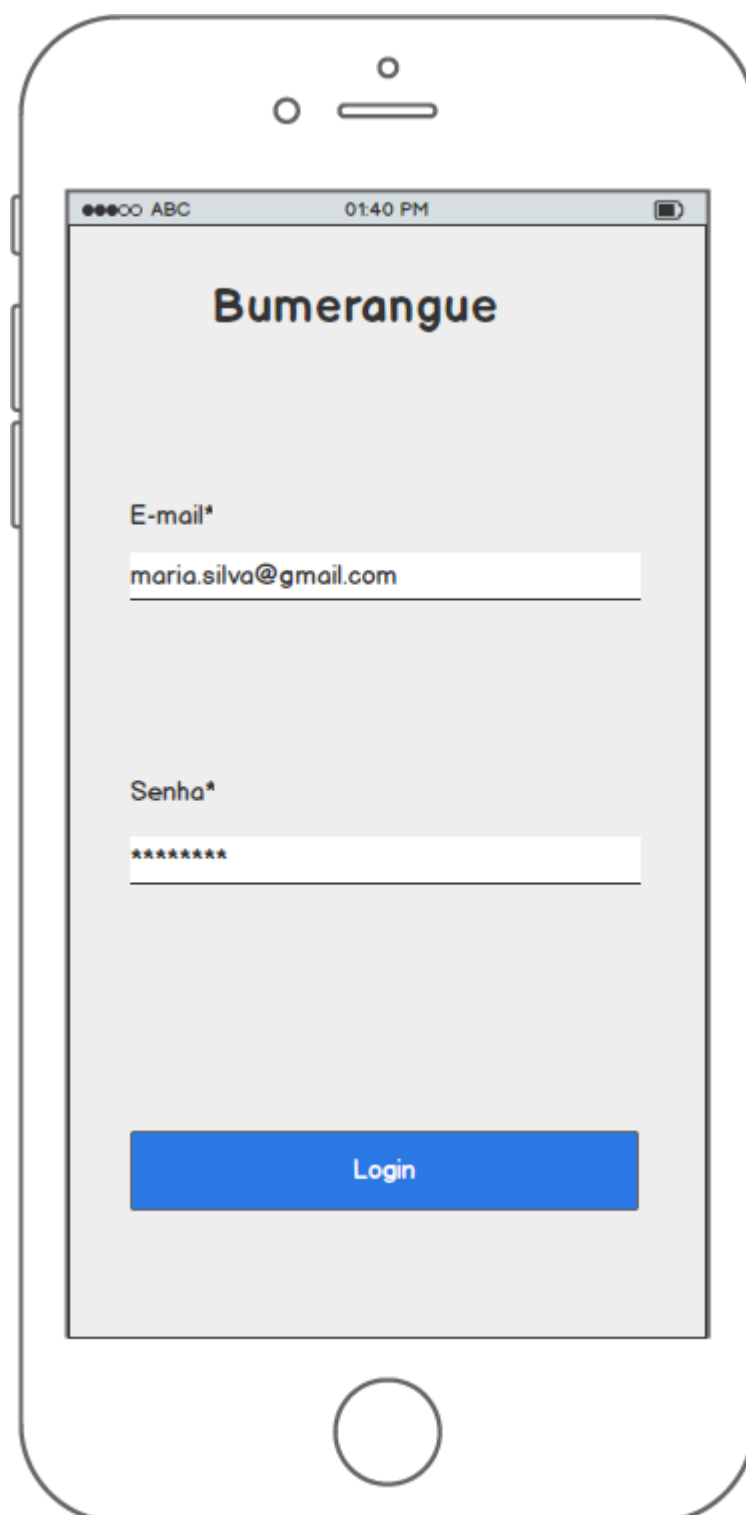 ABC 01:40 PM
Bumerangue
E-mail*
maria.silva@gmail.com
Senha*
********
Login